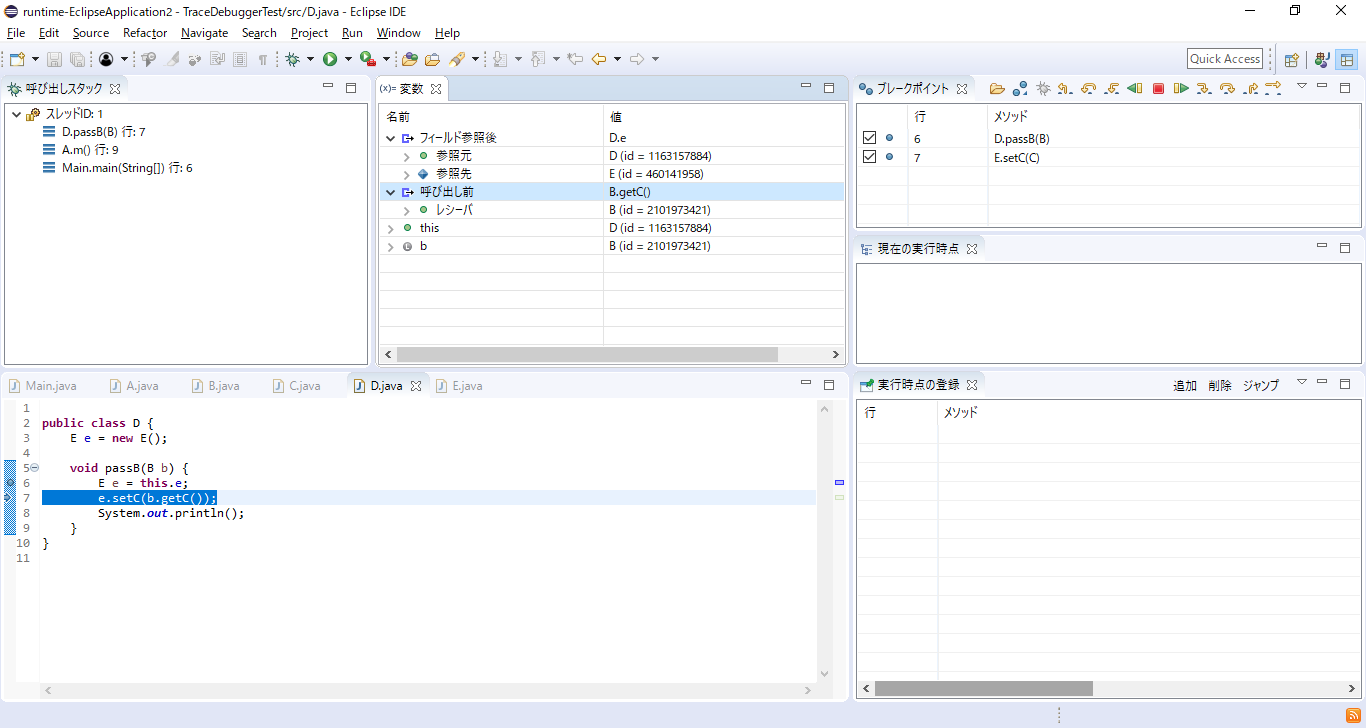 runtime-EclipseApplication2 - TraceDebuggerTest/src/D.java - Eclipse IDE
File Edit Source Refactor Navigate Search Project Run Window Help
Quick Access
呼び出しスタック
スレッドID: 1
D.passB(B) 行: 7
A.m() 行: 9
Main.main(String[]) 行: 6
(x)= 変数
名前 値
フィールド参照後 D.e
参照元 D (id = 1163157884)
参照先 E (id = 460141958)
呼び出し前 B.getC()
レシーバ B (id = 2101973421)
this D (id = 1163157884)
b B (id = 2101973421)
ブレークポイント
行 メソッド
6 D.passB(B)
7 E.setC(C)
現在の実行時点
Main.java A.java B.java C.java D.java E.java
1
2 public class D {
3 E e = new E();
4
5 void passB(B b) {
6 E e = this.e;
7 e.setC(b.getC());
8 System.out.println();
9 }
10 }
11
実行時点の登録 追加 削除 ジャンプ
行 メソッド